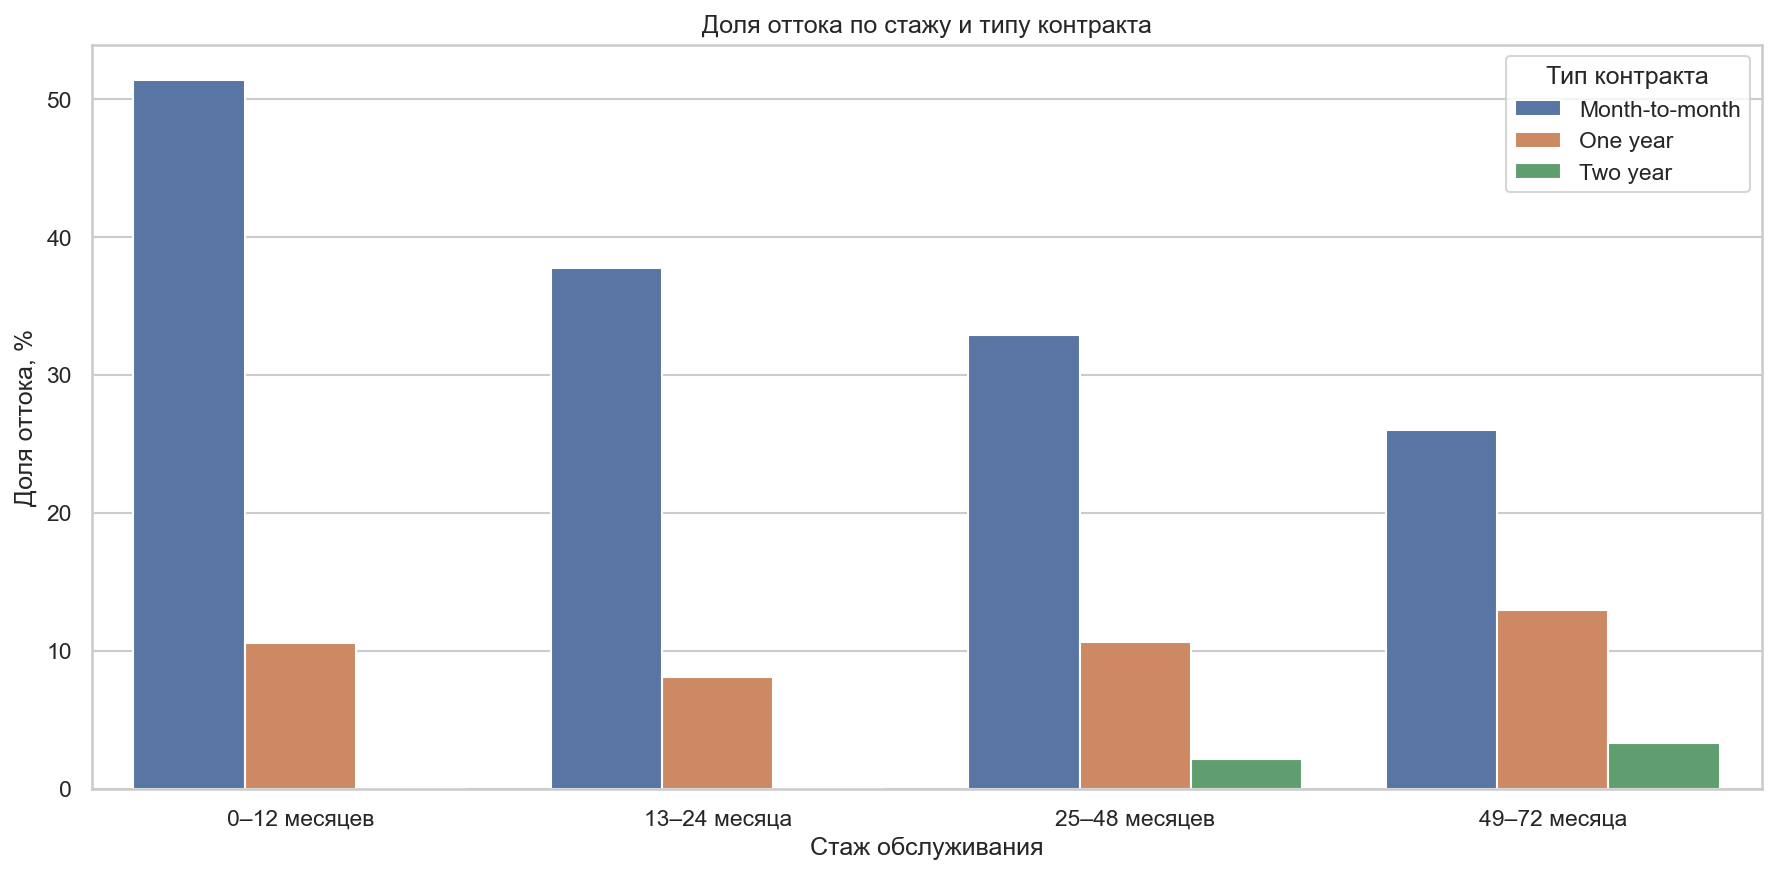 Доля оттока по стажу и типу контракта
Тип контракта
Month-to-month
One year
Two year
Доля оттока, %
50
40
30
20
10
0
0–12 месяцев
13–24 месяца
25–48 месяцев
49–72 месяца
Стаж обслуживания